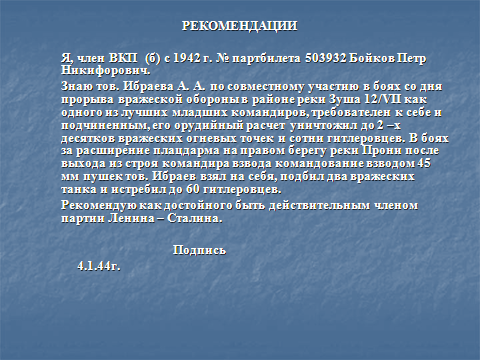 РЕКОМЕНДАЦИИ
Я, член ВКП (б) с 1942 г. № партбилета 503932 Бойков Петр
Никифорович.
Знаю тов. Ибраева А. А. по совместному участию в боях со дня
прорыва вражеской обороны в районе реки Зуша 12/VII как
одного из лучших младших командиров, требователен к себе и
подчиненным, его орудийный расчет уничтожил до 2 –х
десятков вражеских огневых точек и сотни гитлеровцев. В боях
за расширение плацдарма на правом берегу реки Прони после
выхода из строя командира взвода командование взводом 45
мм пушек тов. Ибраев взял на себя, подбил два вражеских
танка и истребил до 60 гитлеровцев.
Рекомендую как достойного быть действительным членом
партии Ленина – Сталина.
Подпись
4.1.44г.